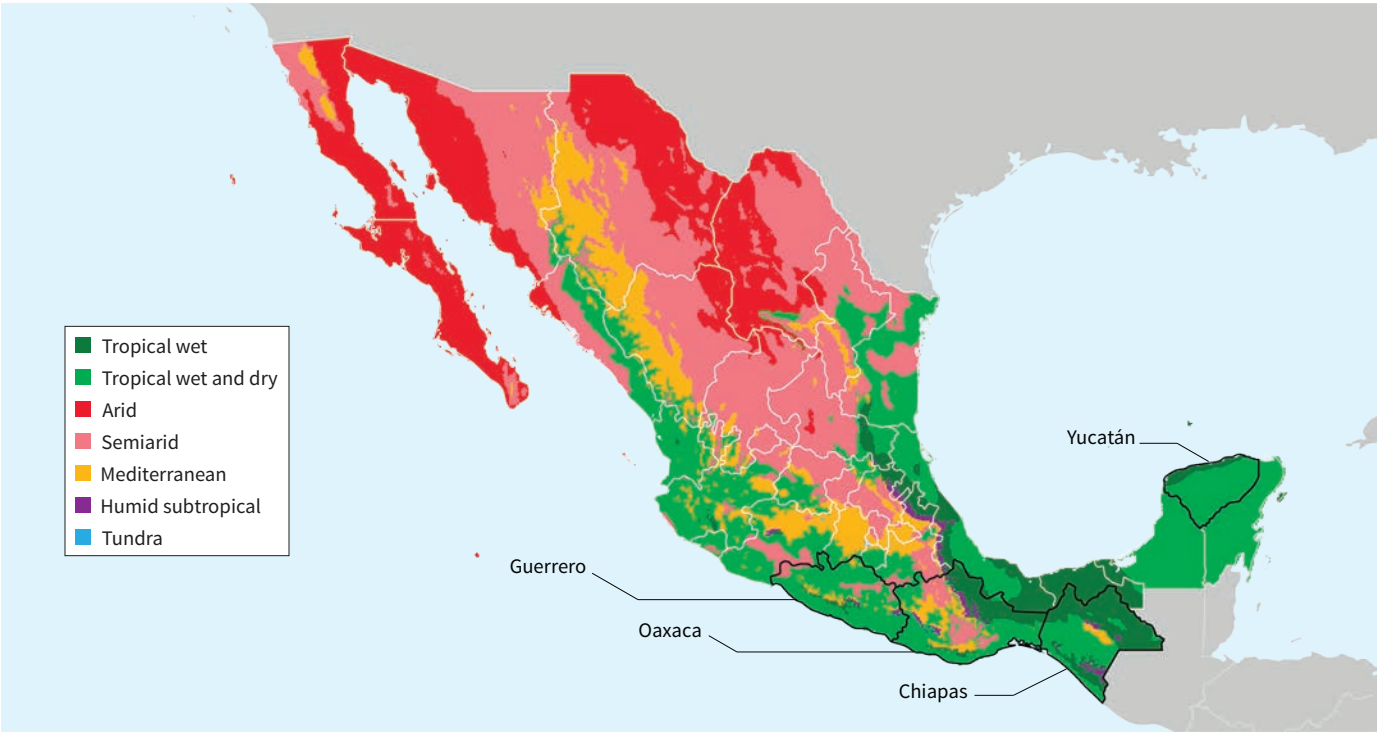 Tropical wet
Tropical wet and dry
Arid
Semiarid
Mediterranean
Humid subtropical
Tundra
Yucatán
Guerrero
Oaxaca
Chiapas